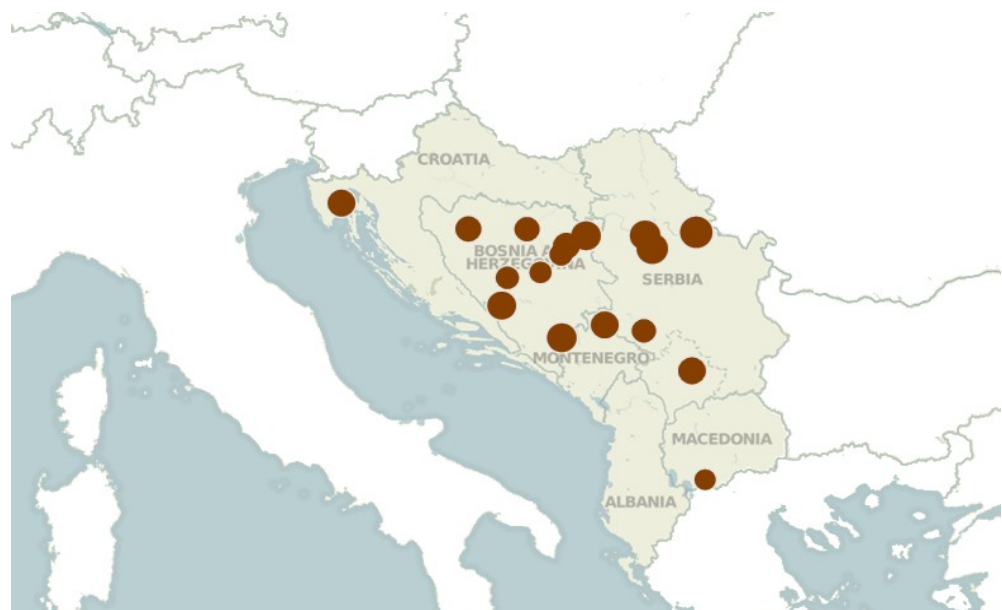 CROATIA
BOSNIA A
HERZEGOVINA
SERBIA
MONTENEGRO
MACEDONIA
ALBANIA